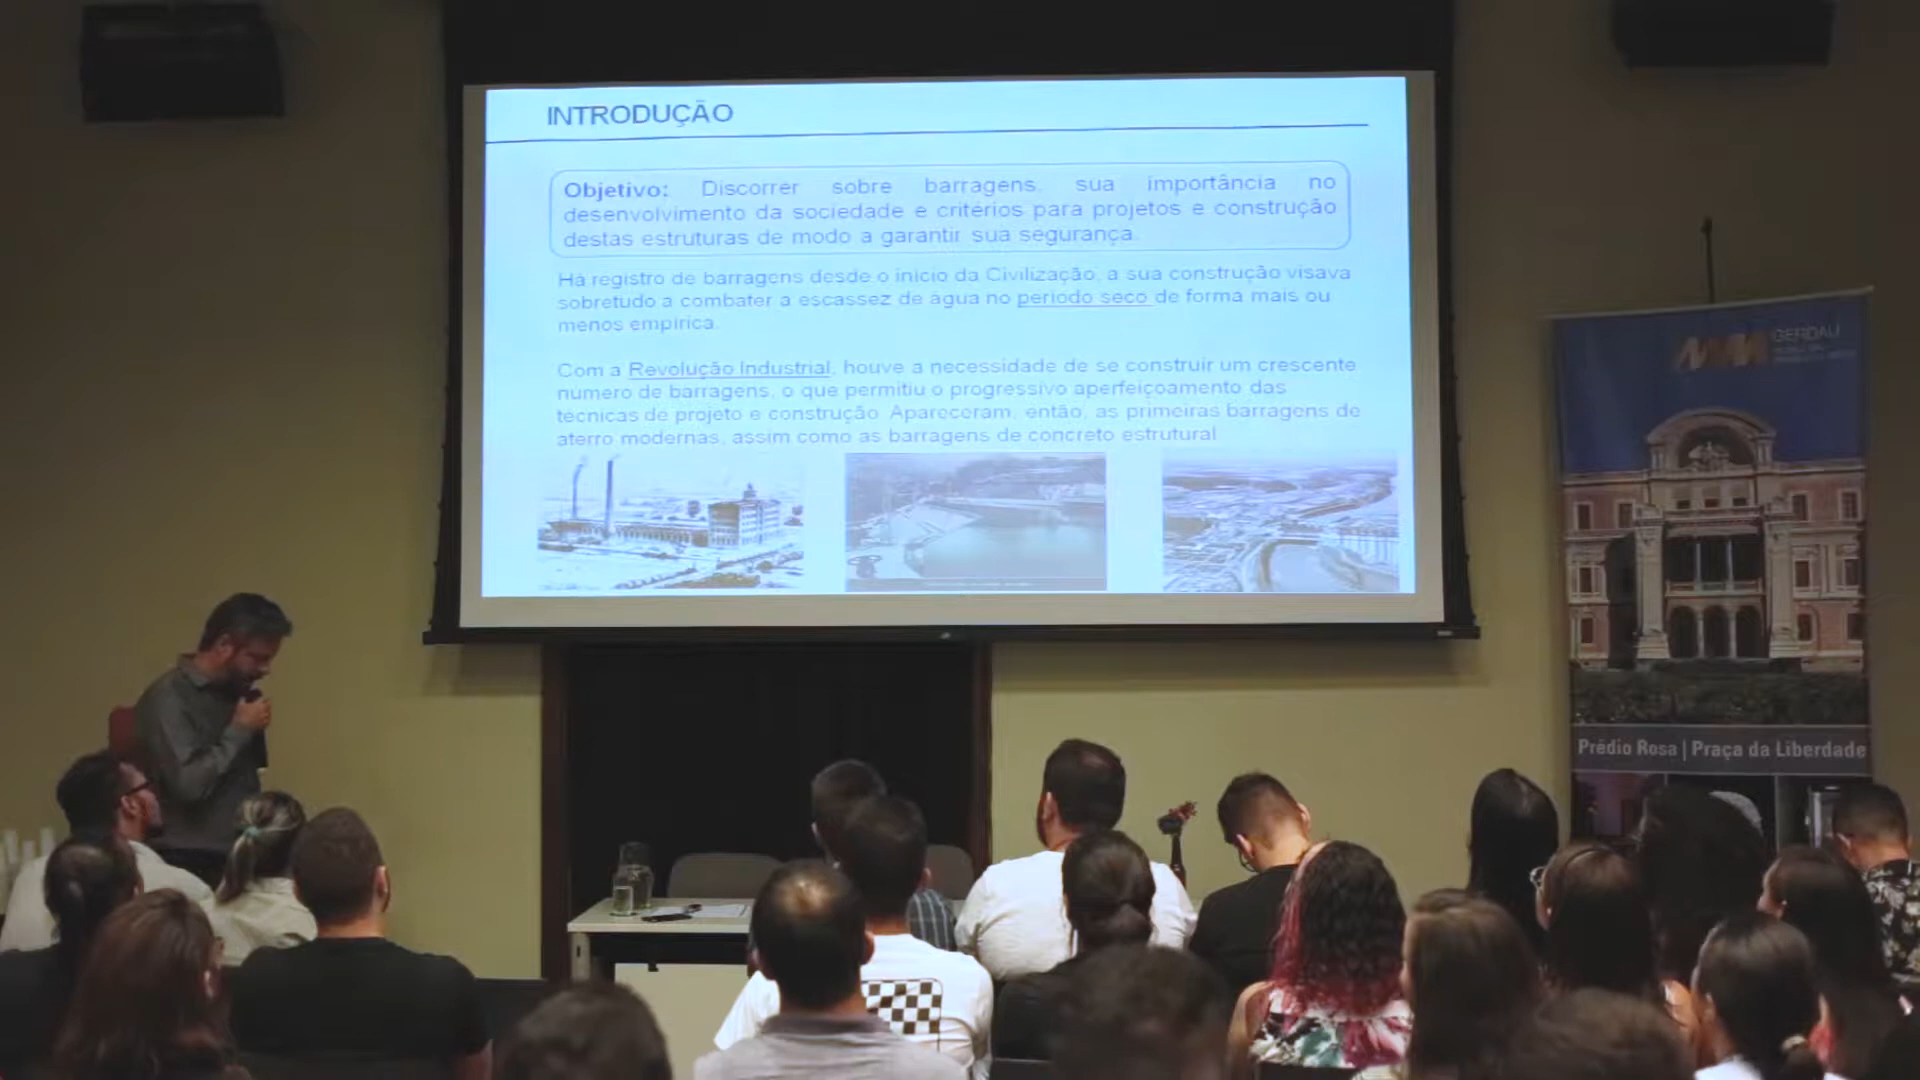 INTRODUÇÃO
Objetivo: Discorrer sobre barragens, sua importância no
desenvolvimento da sociedade e critérios para projetos e construção
destas estruturas de modo a garantir sua segurança.
Há registro de barragens desde o início da Civilização, a sua construção visava
sobretudo a combater a escassez de água no período seco de forma mais ou
menos empírica.
Com a Revolução Industrial, houve a necessidade de se construir um crescente
número de barragens, o que permitiu o progressivo aperfeiçoamento das
técnicas de projeto e construção. Apareceram, então, as primeiras barragens de
aterro modernas, assim como as barragens de concreto estrutural.
MM GERDAU
Prédio Rosa | Praça da Liberdade